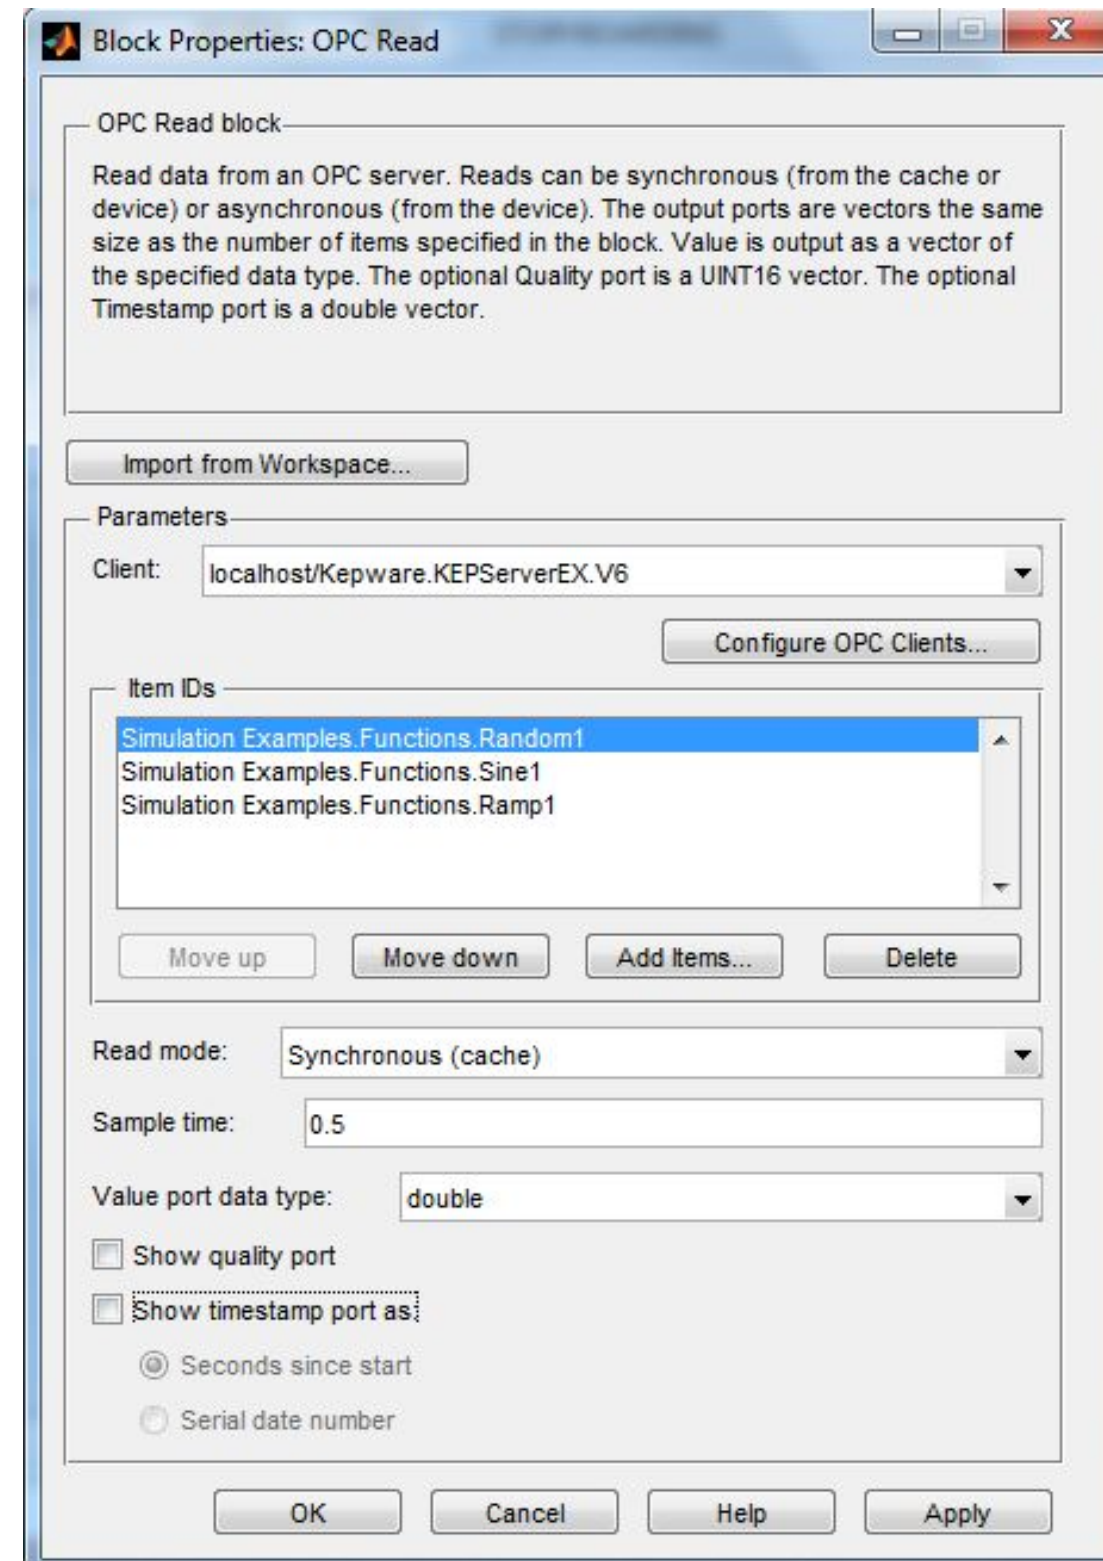 Block Properties: OPC Read
OPC Read block
Read data from an OPC server. Reads can be synchronous (from the cache or
device) or asynchronous (from the device). The output ports are vectors the same
size as the number of items specified in the block. Value is output as a vector of
the specified data type. The optional Quality port is a UINT16 vector. The optional
Timestamp port is a double vector.
Import from Workspace...
Parameters
Client: localhost/Kepware.KEPServerEX.V6
Configure OPC Clients...
Item IDs
Simulation Examples.Functions.Random1
Simulation Examples.Functions.Sine1
Simulation Examples.Functions.Ramp1
Move up Move down Add Items... Delete
Read mode: Synchronous (cache)
Sample time: 0.5
Value port data type: double
Show quality port
Show timestamp port as:
Seconds since start
Serial date number
OK Cancel Help Apply